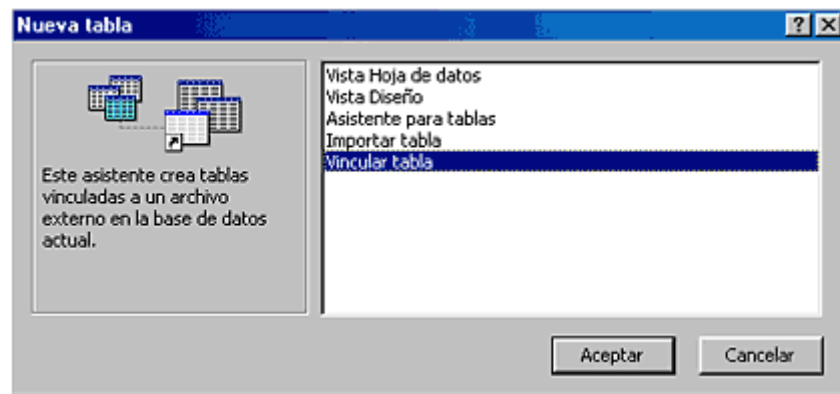 Nueva tabla
Este asistente crea tablas
vinculadas a un archivo
externo en la base de datos
actual.
Vista Hoja de datos
Vista Diseño
Asistente para tablas
Importar tabla
Vincular tabla
Aceptar
Cancelar